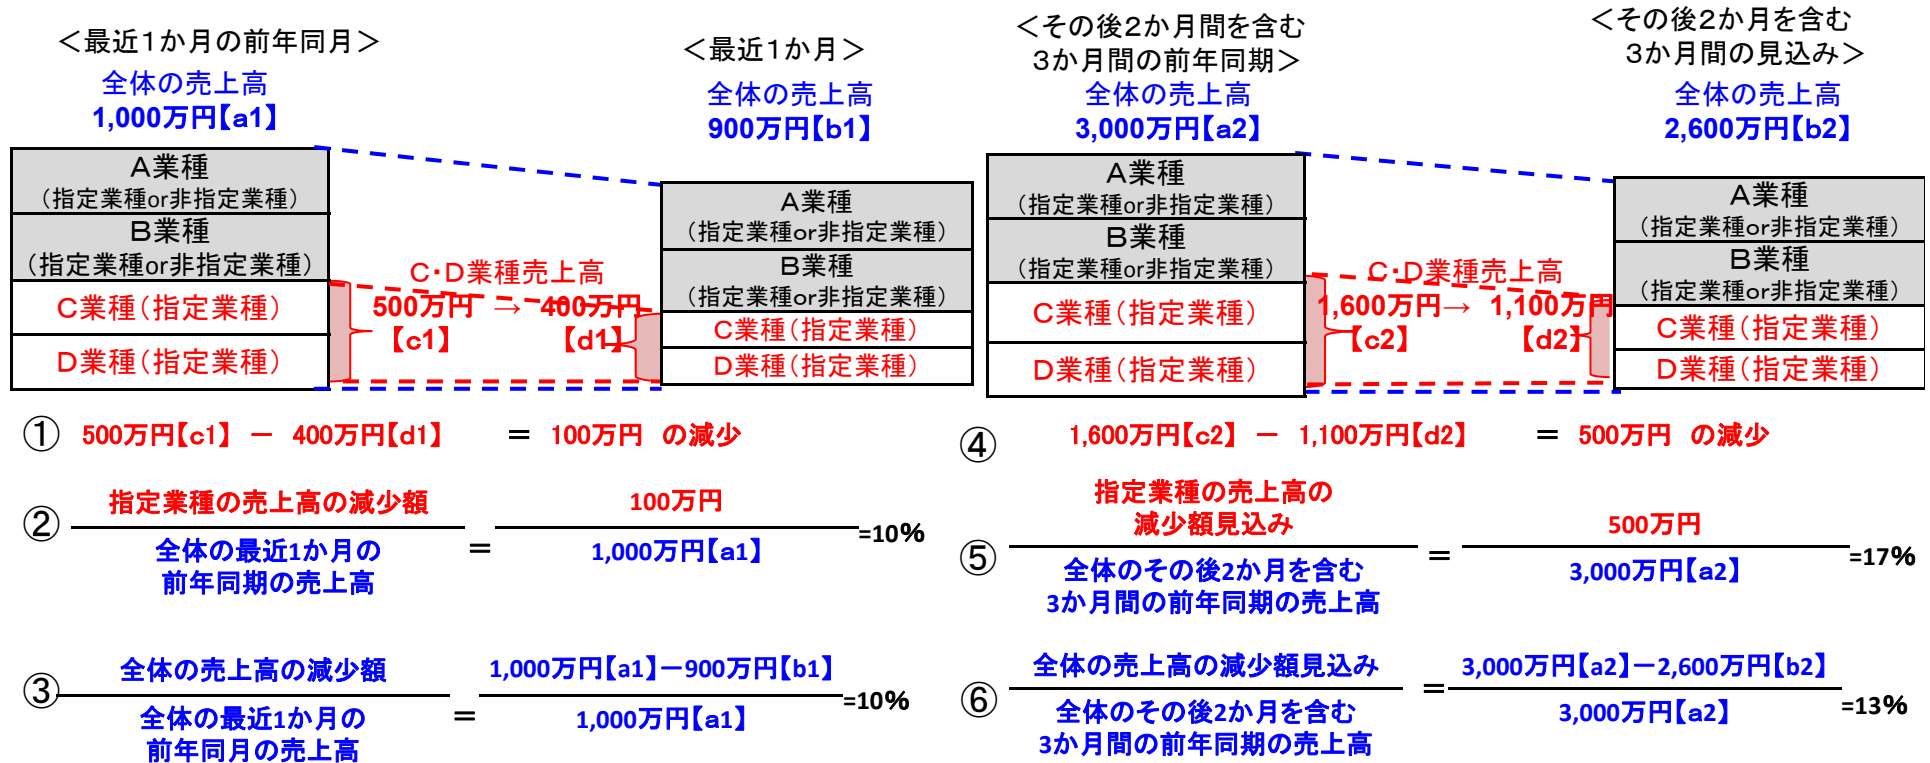 ＜最近１か月の前年同月＞
全体の売上高
1,000万円【a1】
A業種
（指定業種or非指定業種）
B業種
（指定業種or非指定業種）
C業種（指定業種）
D業種（指定業種）
C・D業種売上高
500万円 → 400万円
【c1】 【d1】
＜最近１か月＞
全体の売上高
900万円【b1】
A業種
（指定業種or非指定業種）
B業種
（指定業種or非指定業種）
C業種（指定業種）
D業種（指定業種）
＜その後２か月間を含む
３か月間の前年同期＞
全体の売上高
3,000万円【a2】
A業種
（指定業種or非指定業種）
B業種
（指定業種or非指定業種）
C業種（指定業種）
D業種（指定業種）
C・D業種売上高
1,600万円→ 1,100万円
【c2】 【d2】
＜その後２か月を含む
３か月間の見込み＞
全体の売上高
2,600万円【b2】
A業種
（指定業種or非指定業種）
B業種
（指定業種or非指定業種）
C業種（指定業種）
D業種（指定業種）
① 500万円【c1】 － 400万円【d1】 ＝ 100万円 の減少
② 指定業種の売上高の減少額
全体の最近1か月の
前年同期の売上高
＝
100万円
1,000万円【a1】
=10%
③ 全体の売上高の減少額
全体の最近1か月の
前年同月の売上高
＝
1,000万円【a1】－900万円【b1】
1,000万円【a1】
=10%
④ 1,600万円【c2】 － 1,100万円【d2】 ＝ 500万円 の減少
⑤ 指定業種の売上高の
減少額見込み
全体のその後2か月を含む
3か月間の前年同期の売上高
＝
500万円
3,000万円【a2】
=17%
⑥ 全体の売上高の減少額見込み
全体のその後2か月を含む
3か月間の前年同期の売上高
＝
3,000万円【a2】－2,600万円【b2】
3,000万円【a2】
=13%